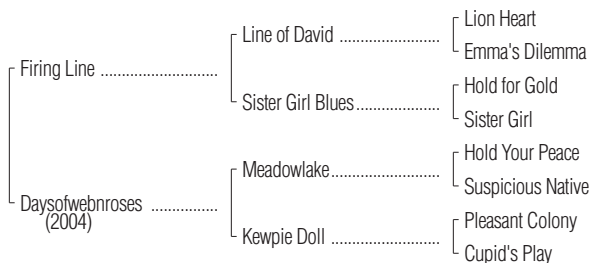 Lion Heart
Line of David ........................
Emma's Dilemma
Firing Line ............................
Hold for Gold
Sister Girl Blues....................
Sister Girl
Hold Your Peace
Meadowlake..........................
Suspicious Native
Daysofwebnroses ................
(2004)
Pleasant Colony
Kewpie Doll ..........................
Cupid's Play